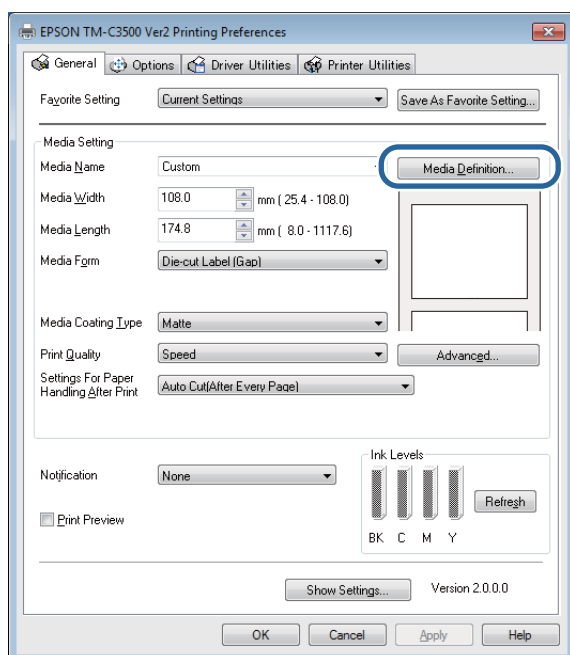 EPSON TM-C3500 Ver2 Printing Preferences
General Options Driver Utilities Printer Utilities
Favorite Setting Current Settings Save As Favorite Setting...
Media Setting
Media Name Custom Media Definition...
Media Width 108.0 mm ( 25.4 - 108.0)
Media Length 174.8 mm ( 8.0 - 1117.6)
Media Form Die-cut Label (Gap)
Media Coating Type Matte
Print Quality Speed Advanced...
Settings For Paper
Handling After Print Auto Cut(After Every Page)
Ink Levels
Notification None
Refresh
Print Preview
BK C M Y
Show Settings... Version 2.0.0.0
OK Cancel Apply Help